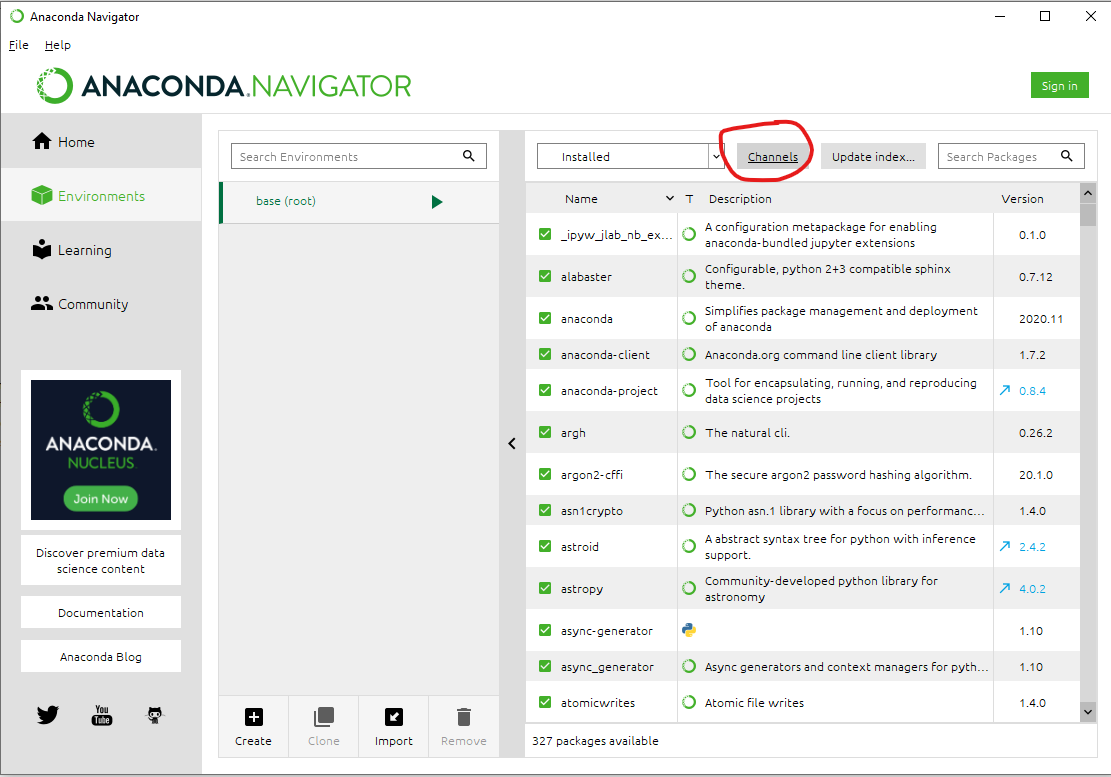 Anaconda Navigator
File Help
ANACONDA.NAVIGATOR
Sign in
Home
Environments
Learning
Community
ANACONDA.
NUCLEUS
Join Now
Discover premium data
science content
Documentation
Anaconda Blog
You
Tube
Search Environments
base (root)
Create Clone Import Remove
Installed Channels Update index... Search Packages
Name T Description Version
_ipyw_jlab_nb_ex... A configuration metapackage for enabling
anaconda-bundled jupyter extensions 0.1.0
alabaster Configurable, python 2+3 compatible sphinx
theme. 0.7.12
anaconda Simplifies package management and deployment
of anaconda 2020.11
anaconda-client Anaconda.org command line client library 1.7.2
anaconda-project Tool for encapsulating, running, and reproducing
data science projects 0.8.4
argh The natural cli. 0.26.2
argon2-cffi The secure argon2 password hashing algorithm. 20.1.0
asn1crypto Python asn.1 library with a focus on performanc... 1.4.0
astroid A abstract syntax tree for python with inference
support. 2.4.2
astropy Community-developed python library for
astronomy 4.0.2
async-generator 1.10
async_generator Async generators and context managers for pyth... 1.10
atomicwrites Atomic file writes 1.4.0
327 packages available